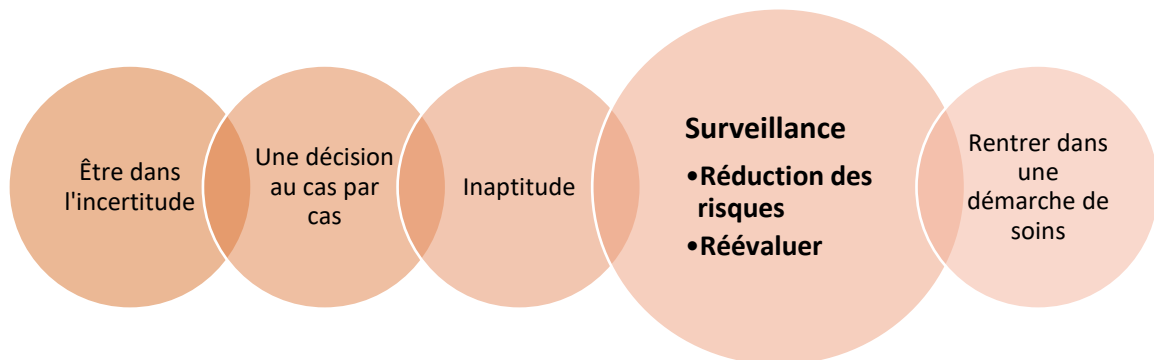 Être dans
l'incertitude
Une décision
au cas par
cas
Inaptitude
Surveillance
•Réduction des
risques
•Réévaluer
Rentrer dans
une
démarche de
soins